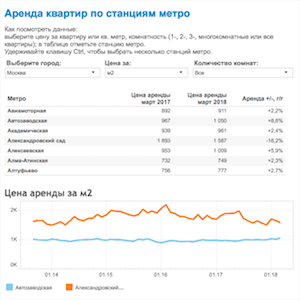 Аренда квартир по станциям метро
Как посмотреть данные:
выберите цену за квартиру или кв. метр, комнатность (1-, 2-, 3-, многокомнатные или все
квартиры); в таблице отметьте станцию метро.
Удерживайте клавишу Ctrl, чтобы выбрать несколько станций метро.
Выберите город: Цена за: Количество комнат:
Москва м2 Все
Метро Цена аренды март 2017 Цена аренды март 2018 Аренда +/-, г/г
Авиамоторная 892 911 +2,2%
Автозаводская 967 1 050 +8,6%
Академическая 939 961 +2,4%
Александровский сад 1 893 1 587 -16,2%
Алексеевская 953 1 009 +5,9%
Алма-Атинская 732 749 +2,3%
Алтуфьево 756 777 +2,7%
Цена аренды за м2
2K
1K
0K
01.14 01.15 01.16 01.17 01.18
Автозаводская Александровский...